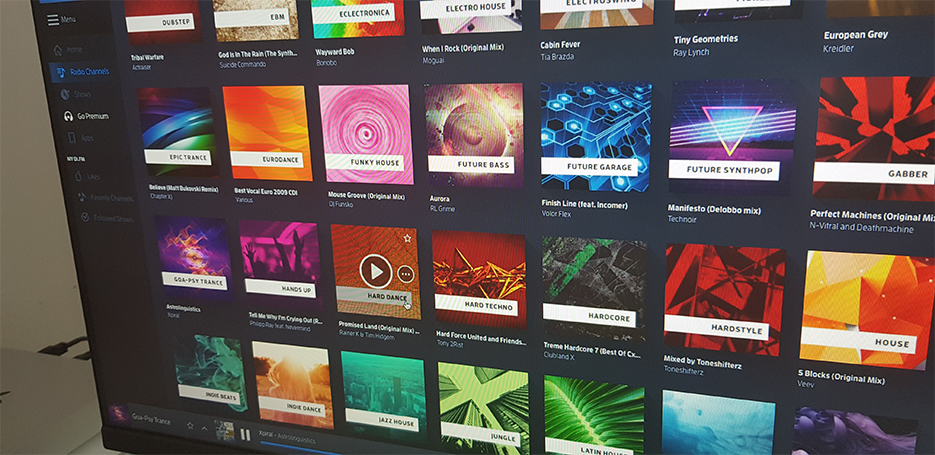 Menu
Home
Radio Channels
Shows
Go Premium
Apps
MY DI.FM
Likes
Favorite Channels
Followed Shows
DUBSTEP
Tribal Warfare
Actraiser
EBM
God is In The Rain (The Synth...
Suicide Commando
ECLECTRONICA
Wayward Bob
Bonobo
ELECTRO HOUSE
When I Rock (Original Mix)
Moguai
ELECTROSWING
Cabin Fever
Tia Brazda
Tiny Geometries
Ray Lynch
European Grey
Kreidler
EPIC TRANCE
Believe (Matt Bukovski Remix)
Chapter X
EURODANCE
Best Vocal Euro 2009 CD1
Various
FUNKY HOUSE
Mouse Groove (Original Mix)
Dj Funsko
FUTURE BASS
Aurora
RL Grime
FUTURE GARAGE
Finish Line (feat. Incomer)
Volor Flex
FUTURE SYNTHPOP
Manifesto (Delobbo mix)
Technoir
GABBER
Perfect Machines (Original Mix
N-Vitral and Deathmachine
GOA-PSY TRANCE
Astrolinguistics
Xpiral
HANDS UP
Tell Me Why I'm Crying Out (R...
Philipp Ray feat. Nevermind
HARD DANCE
Promised Land (Original Mix) ...
Rainer K & Tim Hidgem
HARD TECHNO
Hard Force United and Friends...
Tony 2Rist
HARDCORE
Treme Hardcore 7 (Best Of Cx...
Clubland X
HARDSTYLE
Mixed by Toneshifterz
Toneshifterz
HOUSE
S Blocks (Original Mix)
Veev
INDIE BEATS
INDIE DANCE
JAZZ HOUSE
JUNGLE
LATIN HOUSE
Goa-Psy Trance
Xpiral - Astrolinguistics